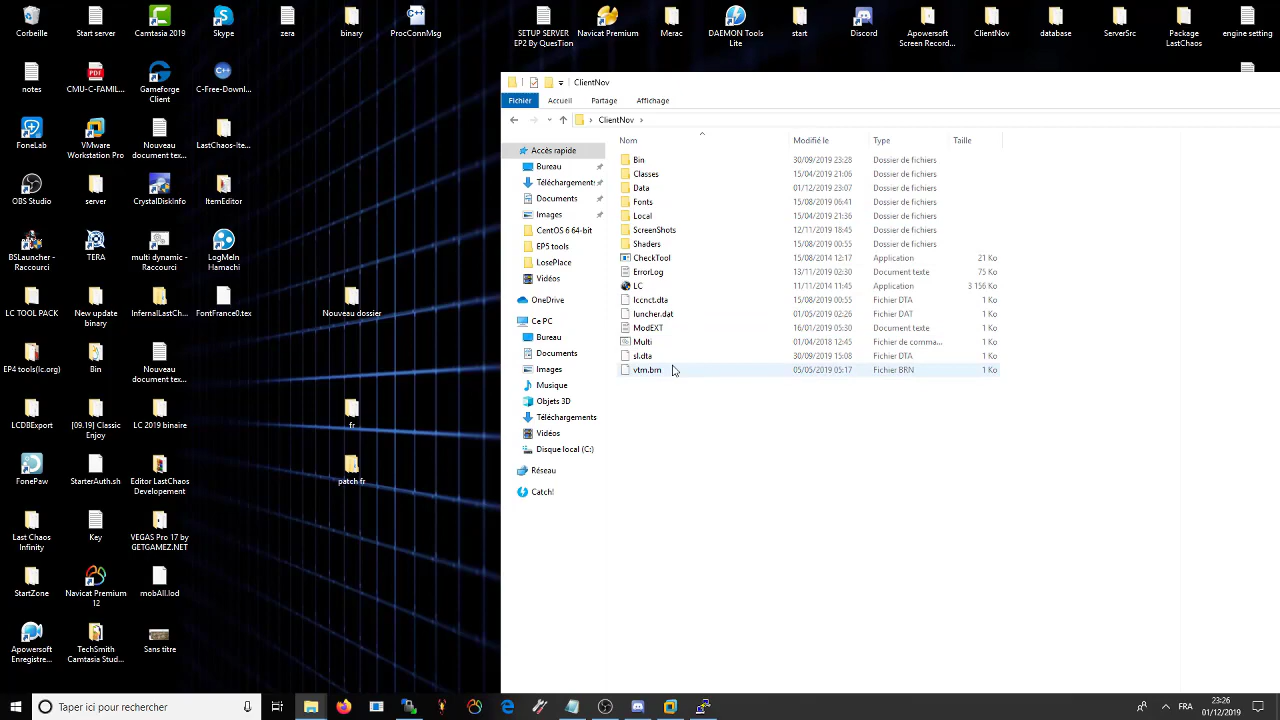 Corbeille
Start server
Camtasia 2019
Skype
zera
binary
ProcConnMsg
SETUP SERVER
EP2 By QuesTion
Navicat Premium
Merac
DAEMON Tools
Lite
start
Discord
Apowersoft
Screen Record...
ClientNov
database
ServerSrc
Package
LastChaos
engine setting
notes
CMU-C-FAMIL...
Gameforge
Client
C-Free-Downl...
FoneLab
VMware
Workstation Pro
Nouveau
document tex...
LastChaos-Ite...
OBS Studio
server
CrystalDiskInfo
ItemEditor
BSLauncher -
Raccourci
TERA
multi dynamic -
Raccourci
LogMeIn
Hamachi
LC TOOL PACK
New update
binary
InfernalLastCh...
FontFrance0.tex
Nouveau dossier
EP4 tools(lc.org)
Bin
Nouveau
document tex...
LCDBExport
[09.19] Classic
Enjoy
LC 2019 binaire
fr
FonePaw
StarterAuth.sh
Editor LastChaos
Developement
patch fr
Last Chaos
Infinity
Key
VEGAS Pro 17 by
GETGAMEZ.NET
StartZone
Navicat Premium
12
mobAll.lod
Apowersoft
Enregistre...
TechSmith
Camtasia Stud...
Sans titre
ClientNov
Fichier
Accueil
Partage
Affichage
ClientNov
Nom
Modifié le
Type
Taille
Accès rapide
Bureau
Téléchargement
Documents
Images
CentOS 6 64-bit
EP5 tools
LosePlace
Vidéos
OneDrive
Ce PC
Bureau
Documents
Images
Musique
Objets 3D
Téléchargements
Vidéos
Disque local (C:)
Réseau
Catch!
Bin 30/09/2019 23:28 Dossier de fichiers
Classes 15/04/2019 21:06 Dossier de fichiers
Data 01/12/2019 23:07 Dossier de fichiers
Fonts 15/08/2019 06:41 Dossier de fichiers
Local 15/04/2019 21:36 Dossier de fichiers
ScreenShots 12/11/2019 18:45 Dossier de fichiers
Shaders 15/08/2019 00:55 Dossier de fichiers
CheckTool 15/08/2014 12:17 Application 21 Ko
ErrorLog 13/11/2019 02:30 Document texte 75 Ko
LC 11/11/2014 11:45 Application 3 156 Ko
lccnct.dta 15/08/2019 00:55 Fichier DTA 1 Ko
luncher.dat 01/05/2019 02:26 Fichier DAT 1 Ko
ModEXT 16/01/2019 05:30 Document texte 1 Ko
Multi 01/04/2018 12:45 Fichier de comma... 1 Ko
sl.dta 30/09/2019 15:08 Fichier DTA 1 Ko
vtm.brn 05/05/2019 05:17 Fichier BRN 1 Ko
Taper ici pour rechercher
FRA
23:26
01/12/2019